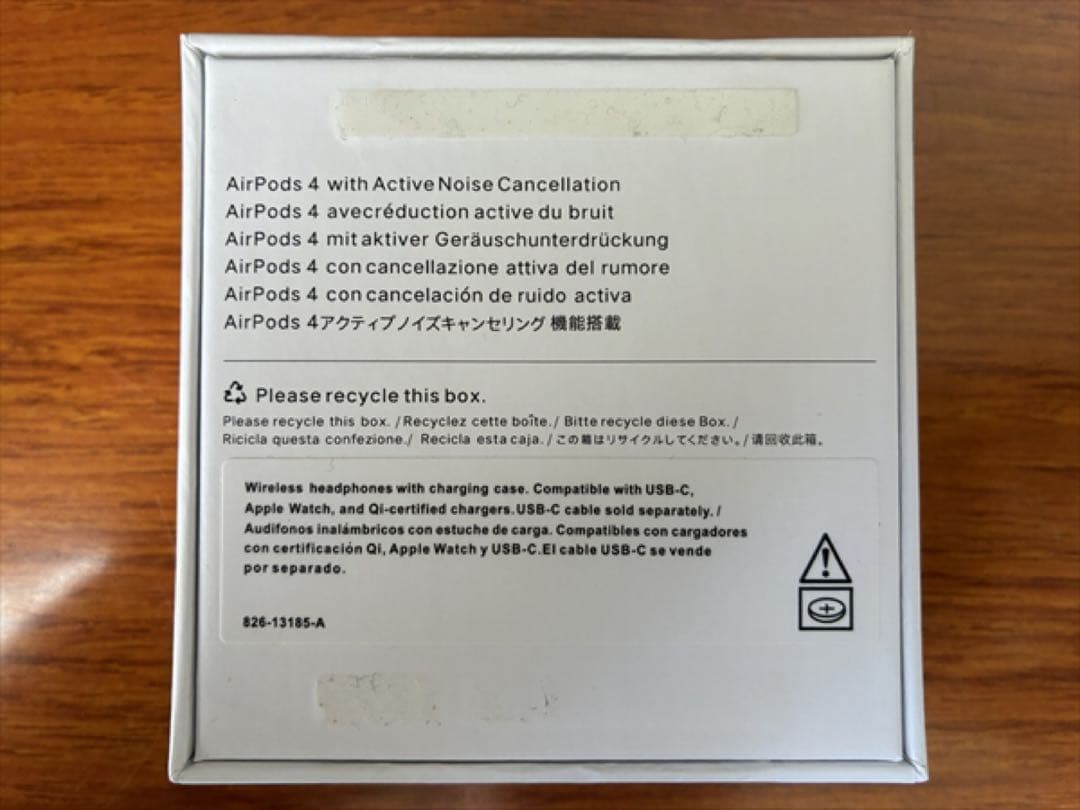 AirPods 4 with Active Noise Cancellation
AirPods 4 avecréduction active du bruit
AirPods 4 mit aktiver Geräuschunterdrückung
AirPods 4 con cancellazione attiva del rumore
AirPods 4 con cancelación de ruido activa
AirPods 4アクティブノイズキャンセリング 機能搭載
Please recycle this box.
Please recycle this box. / Recyclez cette boîte. / Bitte recycle diese Box. /
Ricicla questa confezione. / Recicla esta caja. / この箱はリサイクルしてください。/ 请回收此箱。
Wireless headphones with charging case. Compatible with USB-C,
Apple Watch, and Qi-certified chargers. USB-C cable sold separately. /
Audifonos inalámbricos con estuche de carga. Compatibles con cargadores
con certificación Qi, Apple Watch y USB-C. El cable USB-C se vende
por separado.
826-13185-A